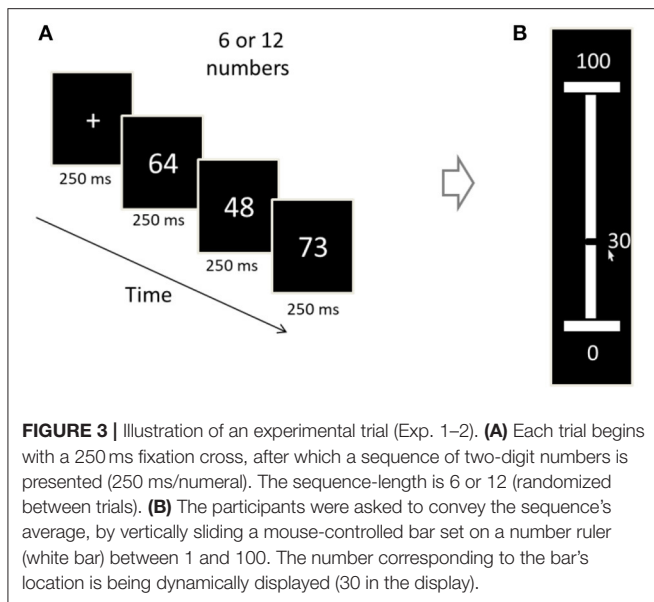 A
6 or 12
numbers
+
250 ms
64
250 ms
48
250 ms
73
250 ms
Time
B
100
30
0
FIGURE 3 | Illustration of an experimental trial (Exp. 1–2). (A) Each trial begins
with a 250 ms fixation cross, after which a sequence of two-digit numbers is
presented (250 ms/numeral). The sequence-length is 6 or 12 (randomized
between trials). (B) The participants were asked to convey the sequence's
average, by vertically sliding a mouse-controlled bar set on a number ruler
(white bar) between 1 and 100. The number corresponding to the bar's
location is being dynamically displayed (30 in the display).